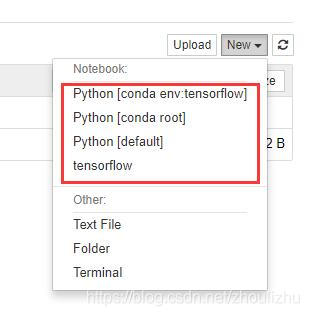 Upload New
Notebook:
ze
Python [conda env:tensorflow]
Python [conda root]
Python [default]
2 B
tensorflow
Other:
Text File
Folder
Terminal
https://blog.csdn.net/zhoulizhu